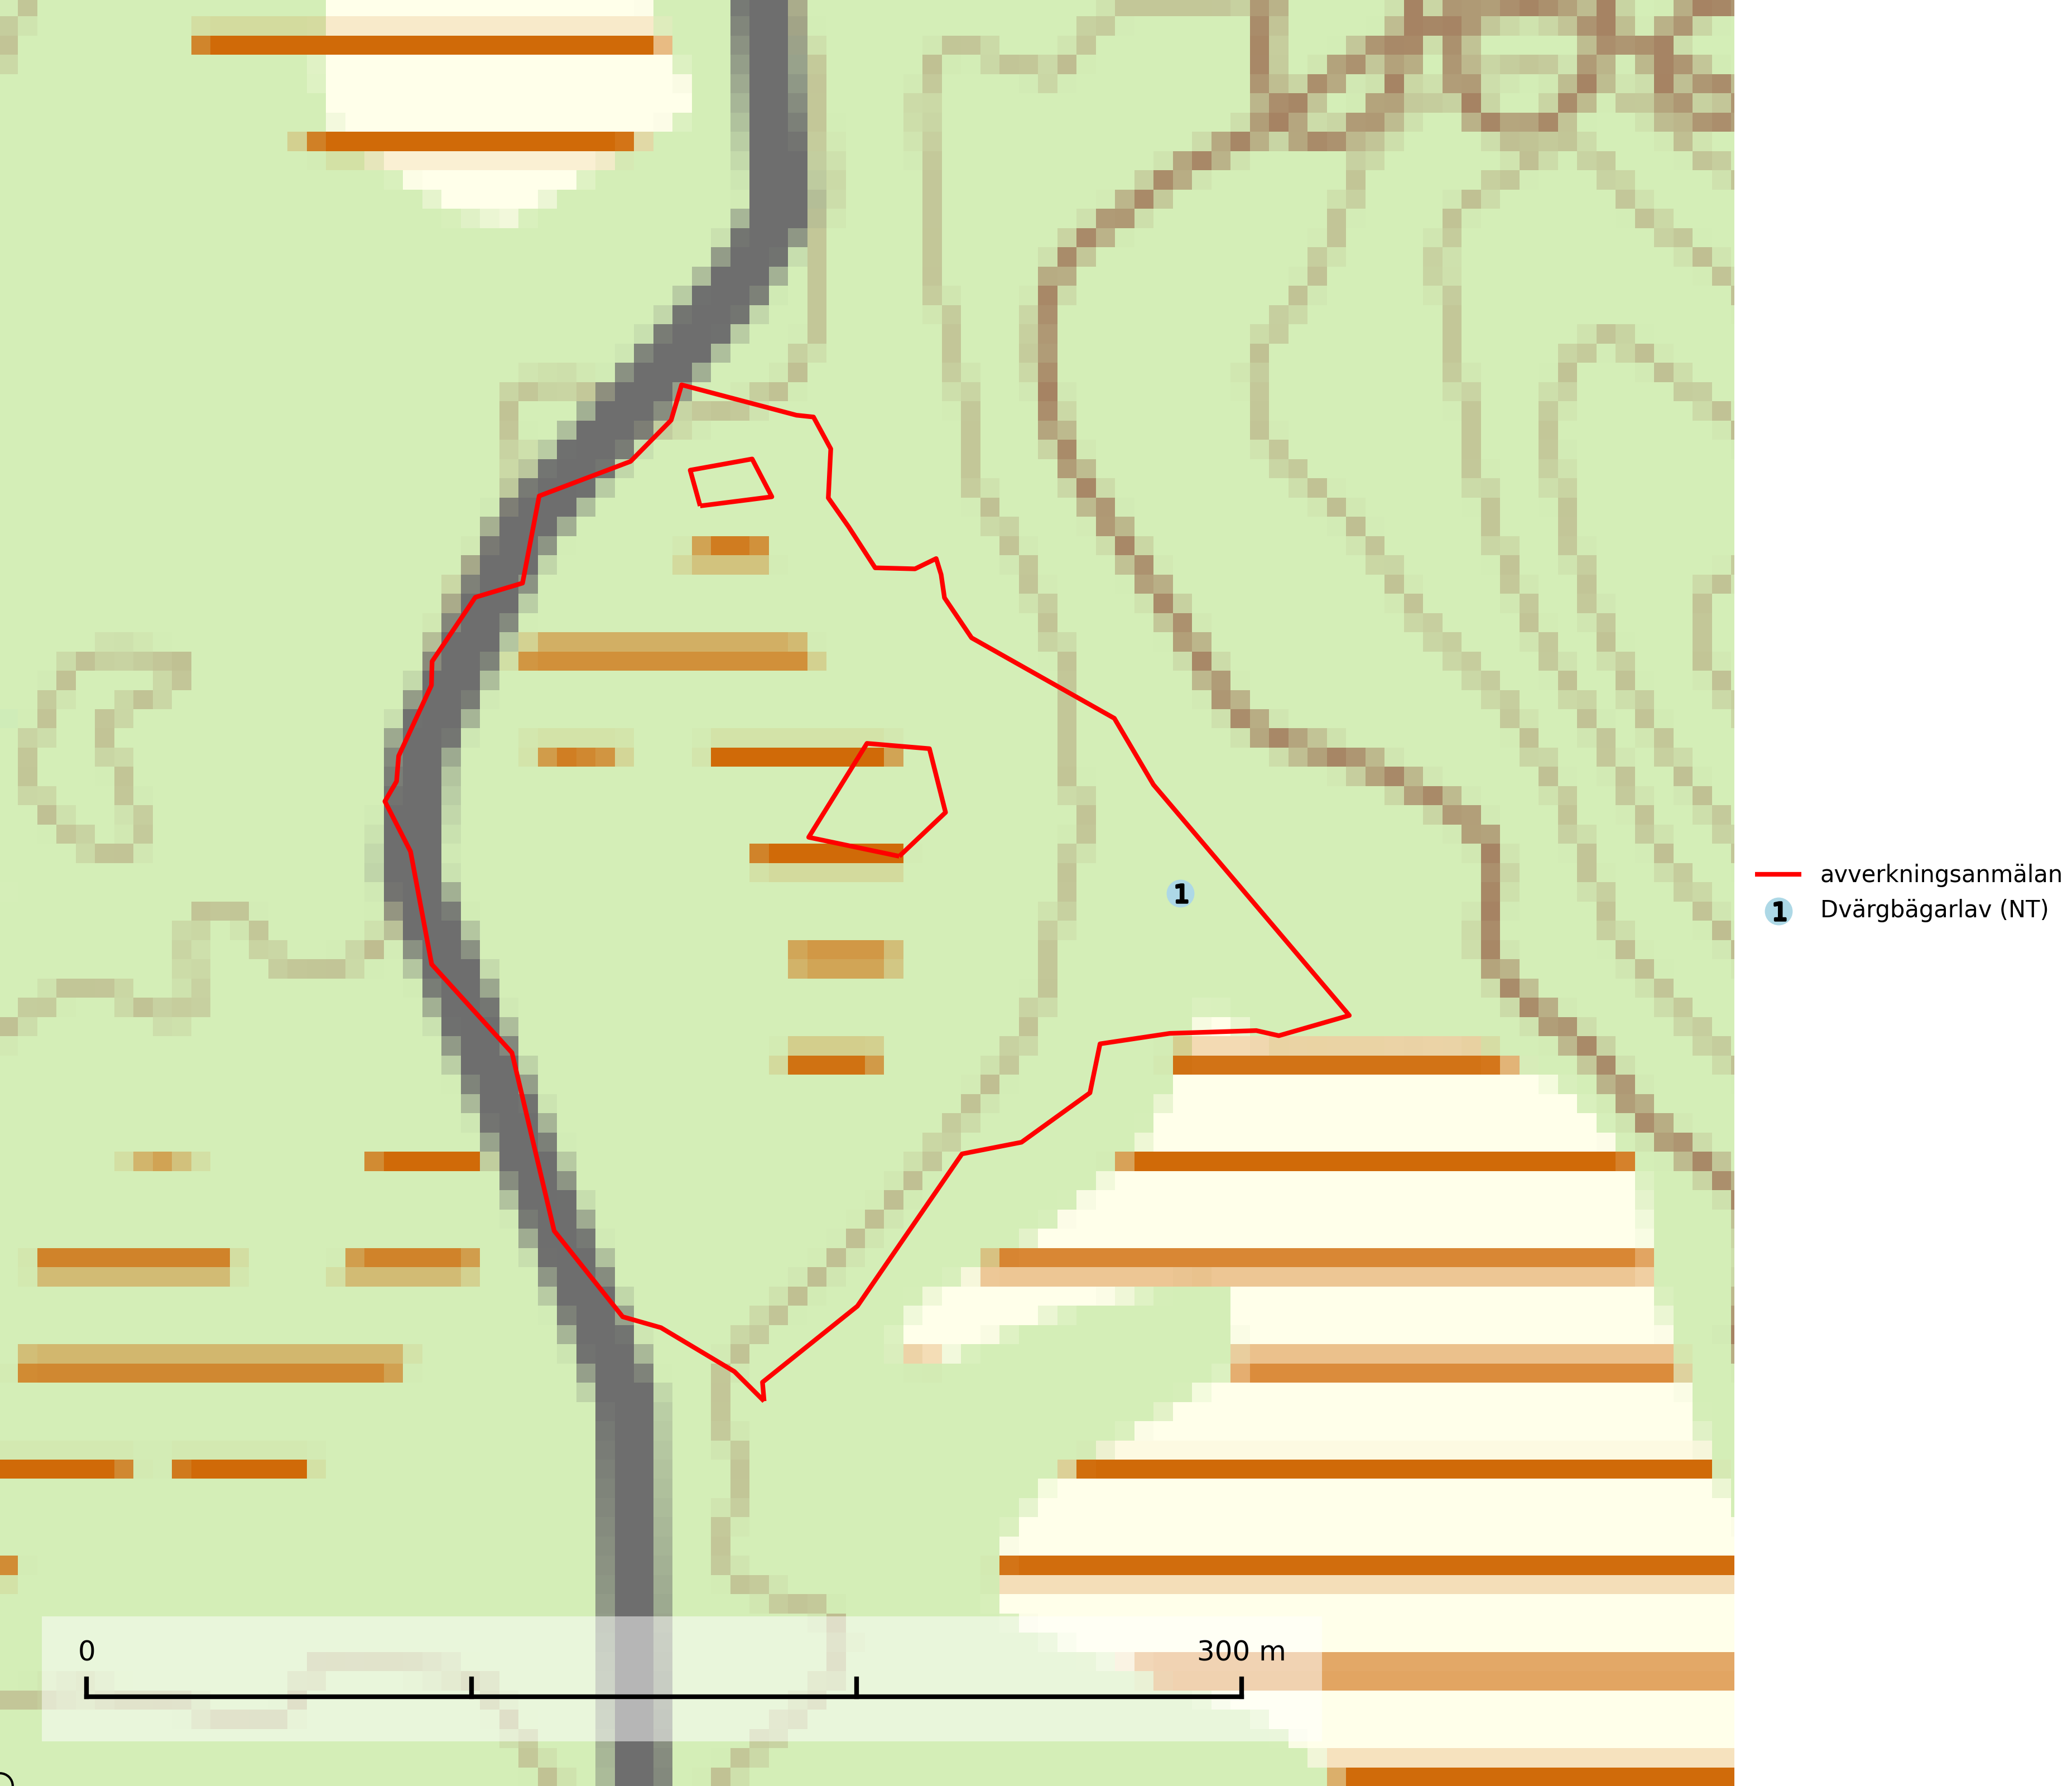 avverkningsanmälan
1 Dvärgbägarlav (NT)
1
0 300 m